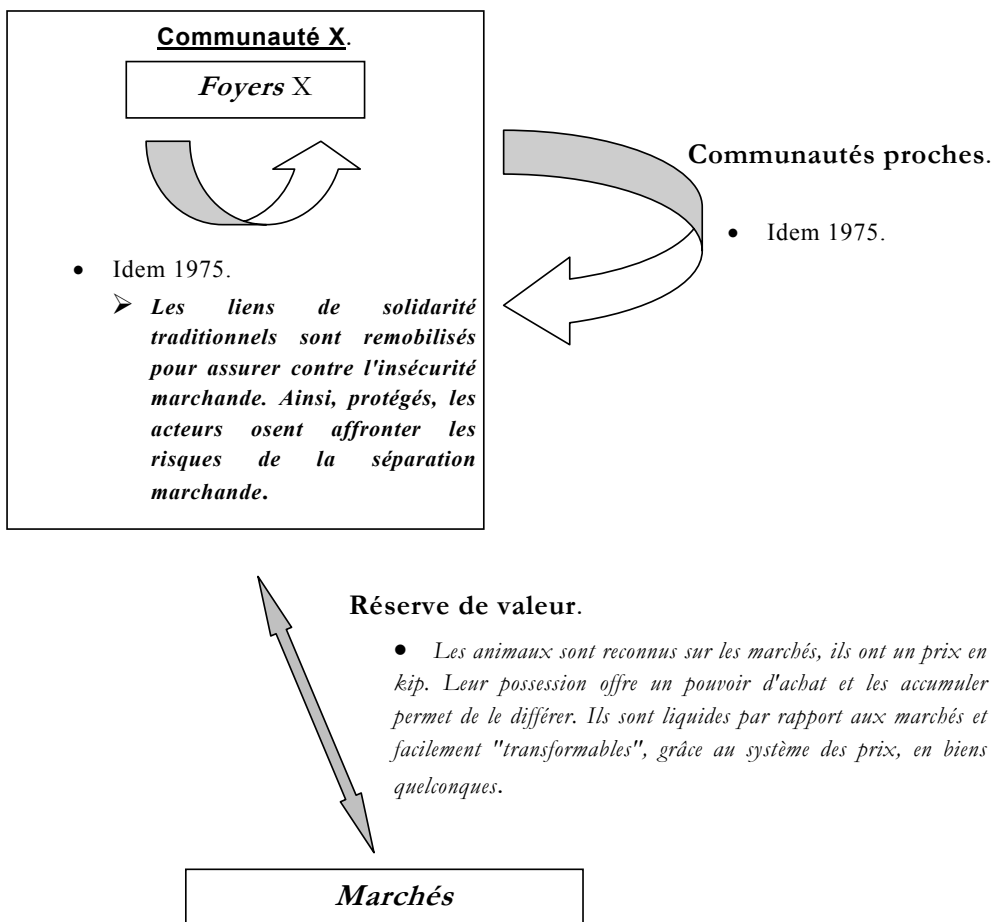 Communauté X.
Foyers X
Communautés proches.
• Idem 1975.
• Idem 1975.
➢ Les liens de solidarité
traditionnels sont remobilisés
pour assurer contre l'insécurité
marchande. Ainsi, protégés, les
acteurs osent affronter les
risques de la séparation
marchande.
Réserve de valeur.
• Les animaux sont reconnus sur les marchés, ils ont un prix en
kip. Leur possession offre un pouvoir d'achat et les accumuler
permet de le différer. Ils sont liquides par rapport aux marchés et
facilement "transformables", grâce au système des prix, en biens
quelconques.
Marchés